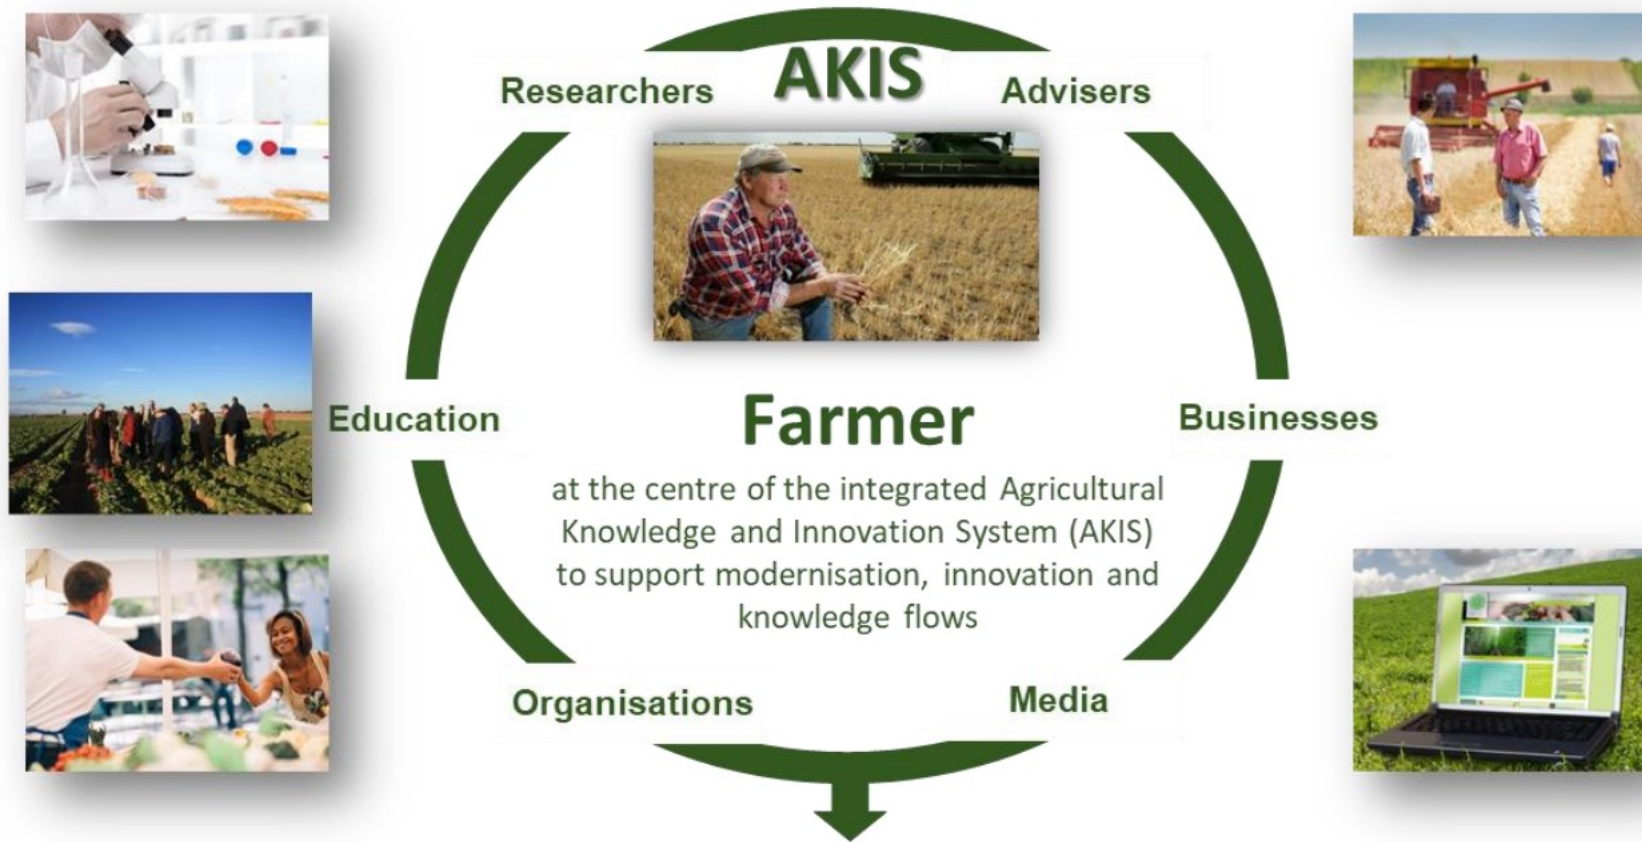 AKIS
Researchers
Advisers
Education
Farmer
Businesses
at the centre of the integrated Agricultural
Knowledge and Innovation System (AKIS)
to support modernisation, innovation and
knowledge flows
Organisations
Media